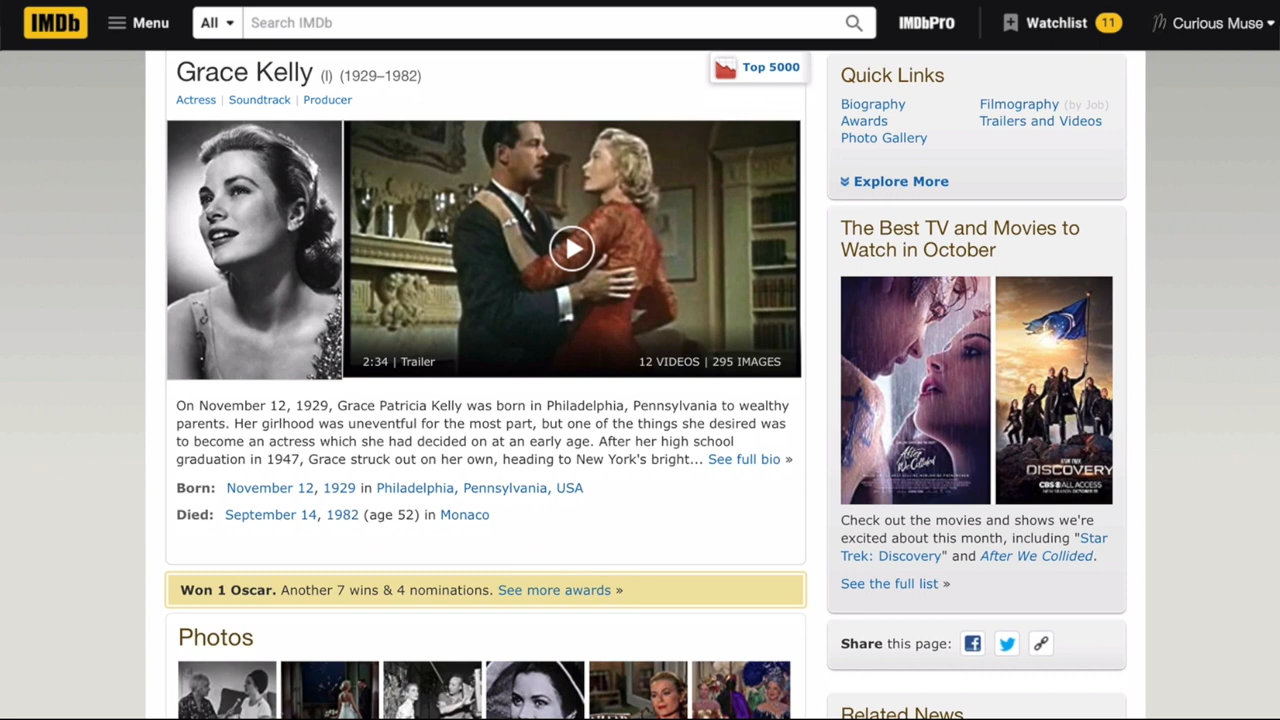 IMDb Menu All Search IMDb IMDbPro Watchlist 11 Curious Muse
Grace Kelly (I) (1929–1982)
Top 5000
Actress | Soundtrack | Producer
2:34 | Trailer
12 VIDEOS | 295 IMAGES
On November 12, 1929, Grace Patricia Kelly was born in Philadelphia, Pennsylvania to wealthy
parents. Her girlhood was uneventful for the most part, but one of the things she desired was
to become an actress which she had decided on at an early age. After her high school
graduation in 1947, Grace struck out on her own, heading to New York's bright... See full bio »
Born: November 12, 1929 in Philadelphia, Pennsylvania, USA
Died: September 14, 1982 (age 52) in Monaco
Won 1 Oscar. Another 7 wins & 4 nominations. See more awards »
Photos
Quick Links
Biography
Filmography (by Job)
Awards
Trailers and Videos
Photo Gallery
Explore More
The Best TV and Movies to
Watch in October
After
We Collided
STAR TREK
DISCOVERY
CBS ALL ACCESS
NEW SEASON OCTOBER 15
Check out the movies and shows we're
excited about this month, including "Star
Trek: Discovery" and After We Collided.
See the full list »
Share this page:
Related News